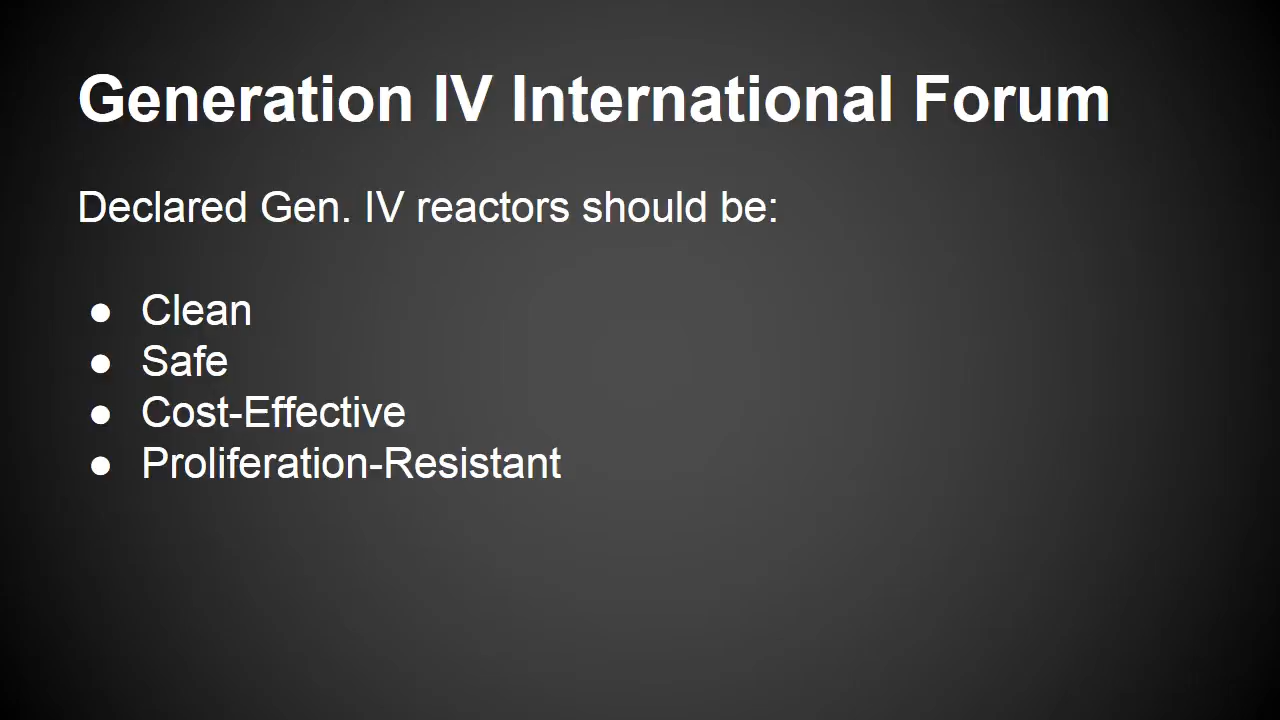 Generation IV International Forum
Declared Gen. IV reactors should be:
● Clean
● Safe
● Cost-Effective
● Proliferation-Resistant